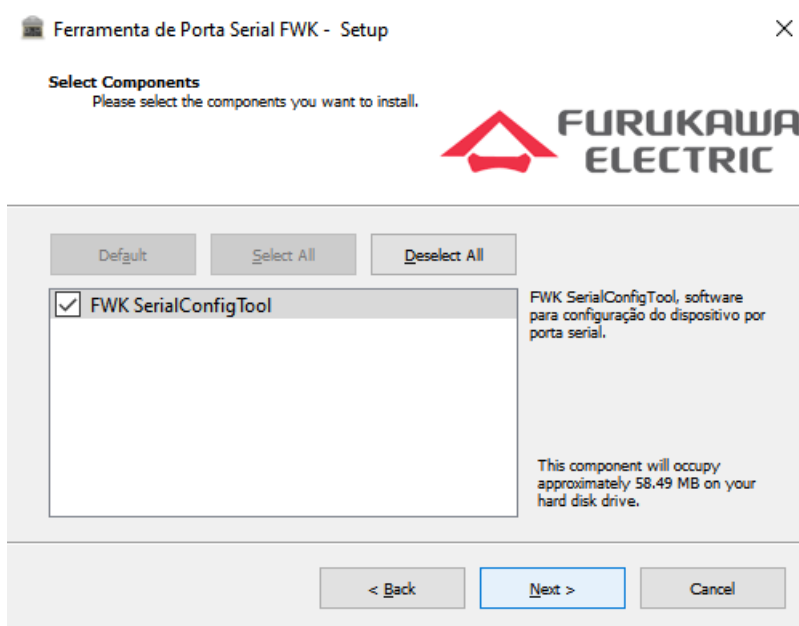 Ferramenta de Porta Serial FWK - Setup
Select Components
Please select the components you want to install.
FURUKAWA
ELECTRIC
Default
Select All
Deselect All
FWK SerialConfigTool
FWK SerialConfigTool, software
para configuração do dispositivo por
porta serial.
This component will occupy
approximately 58.49 MB on your
hard disk drive.
< Back
Next >
Cancel